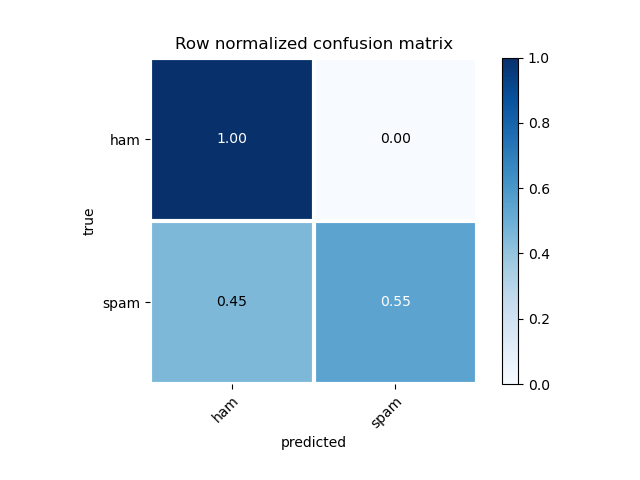 Row normalized confusion matrix
true
ham
spam
1.00
0.00
0.45
0.55
ham
spam
predicted
1.0
0.8
0.6
0.4
0.2
0.0